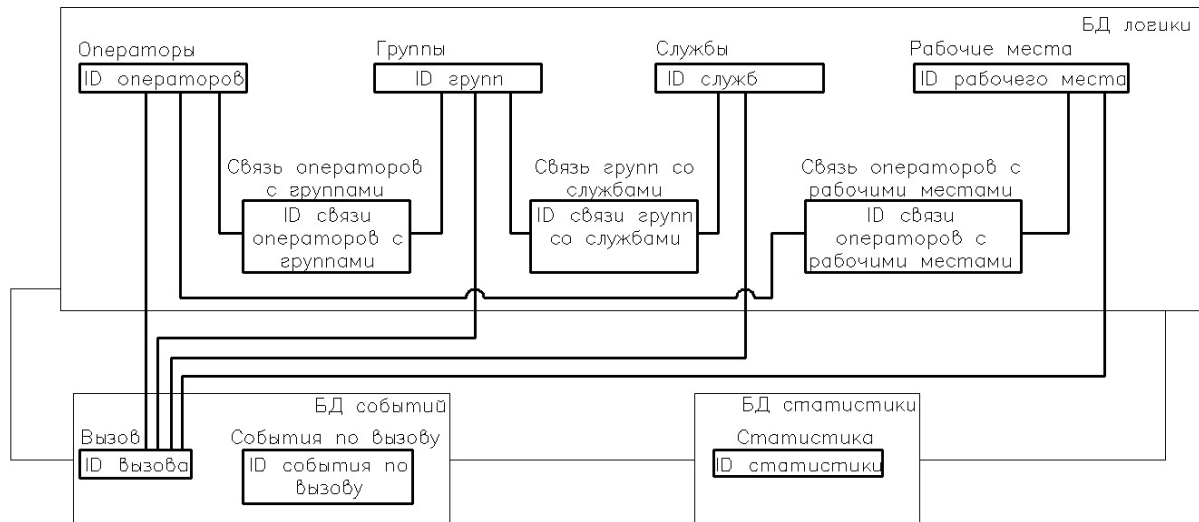 БД логики
Операторы
ID операторов
Группы
ID групп
Службы
ID служб
Рабочие места
ID рабочего места
Связь операторов
с группами
ID связи
операторов с
группами
Связь групп со
службами
ID связи групп
со службами
Связь операторов с
рабочими местами
ID связи
операторов с
рабочими местами
БД событий
Вызов
ID вызова
События по вызову
ID события по
вызову
БД статистики
Статистика
ID статистики